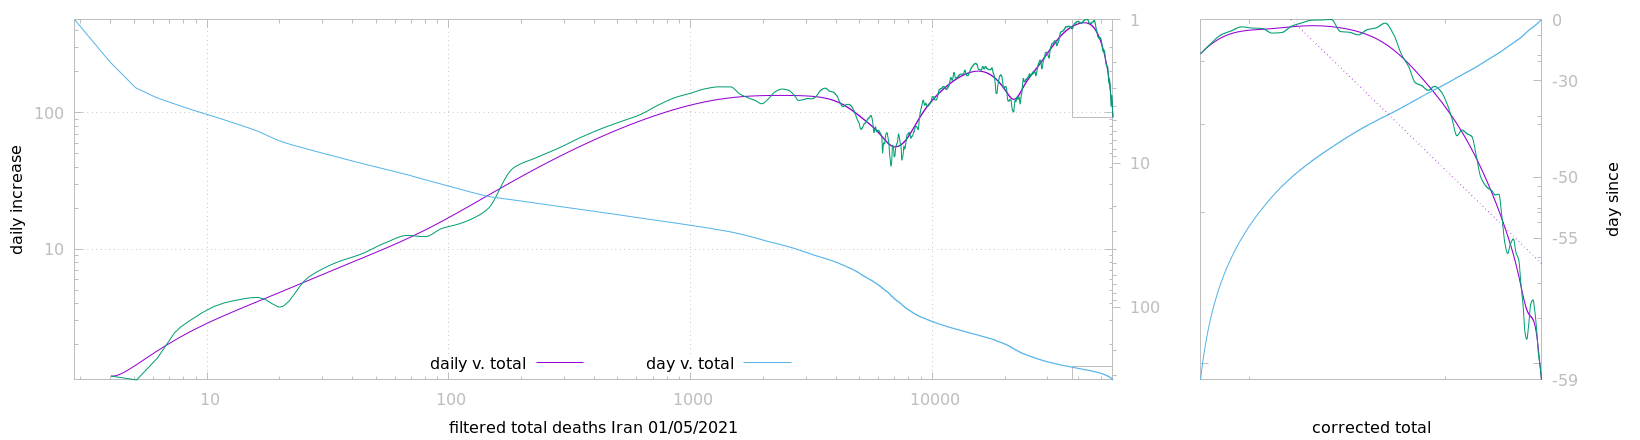 daily increase
100
10
10
100
1000
10000
1
10
100
daily v. total
day v. total
filtered total deaths Iran 01/05/2021
0
-30
-50
-55
-59
day since
corrected total